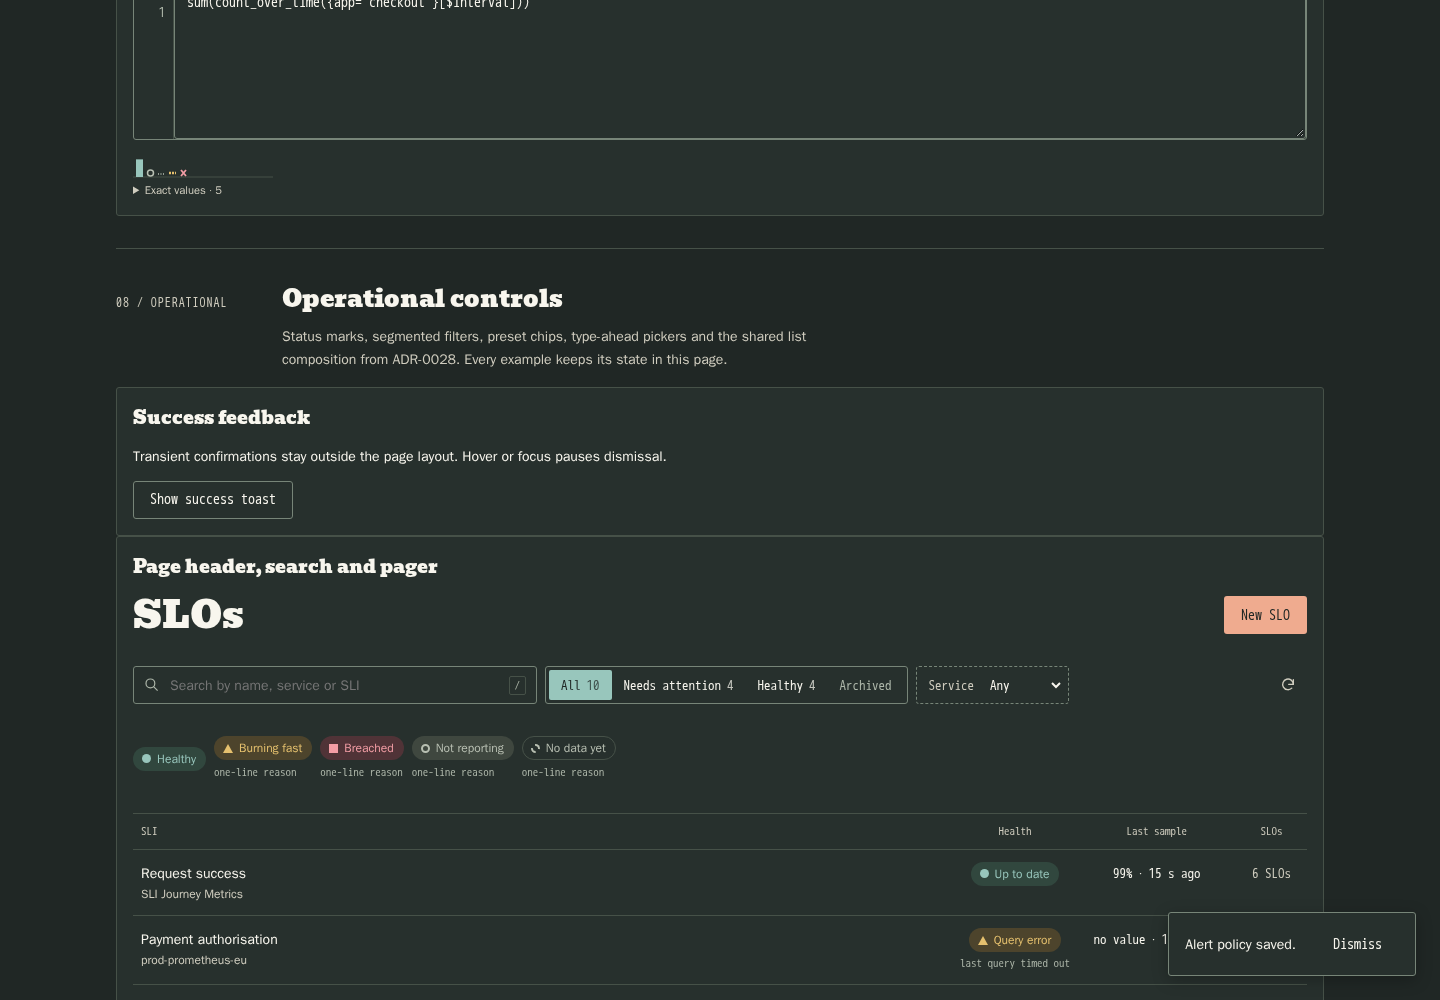 1
sum(count_over_time({app="checkout"}[$interval]))
Exact values · 5
08 / OPERATIONAL
Operational controls
Status marks, segmented filters, preset chips, type-ahead pickers and the shared list
composition from ADR-0028. Every example keeps its state in this page.
Success feedback
Transient confirmations stay outside the page layout. Hover or focus pauses dismissal.
Show success toast
Page header, search and pager
SLOs
New SLO
Search by name, service or SLI
/
All 10
Needs attention 4
Healthy 4
Archived
Service Any
Healthy
Burning fast
Breached
Not reporting
No data yet
one-line reason
one-line reason
one-line reason
one-line reason
SLI Health Last sample SLOs
Request success Up to date 99% · 15 s ago 6 SLOs
SLI Journey Metrics
Payment authorisation Query error no value · 1
prod-prometheus-eu last query timed out
Alert policy saved. Dismiss